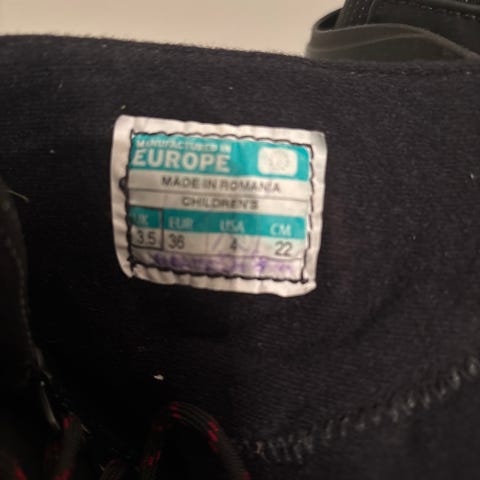 MANUFACTURED IN
EUROPE
MADE IN ROMANIA
CHILDREN'S
UK EUR USA CM
3.5 36 4 22